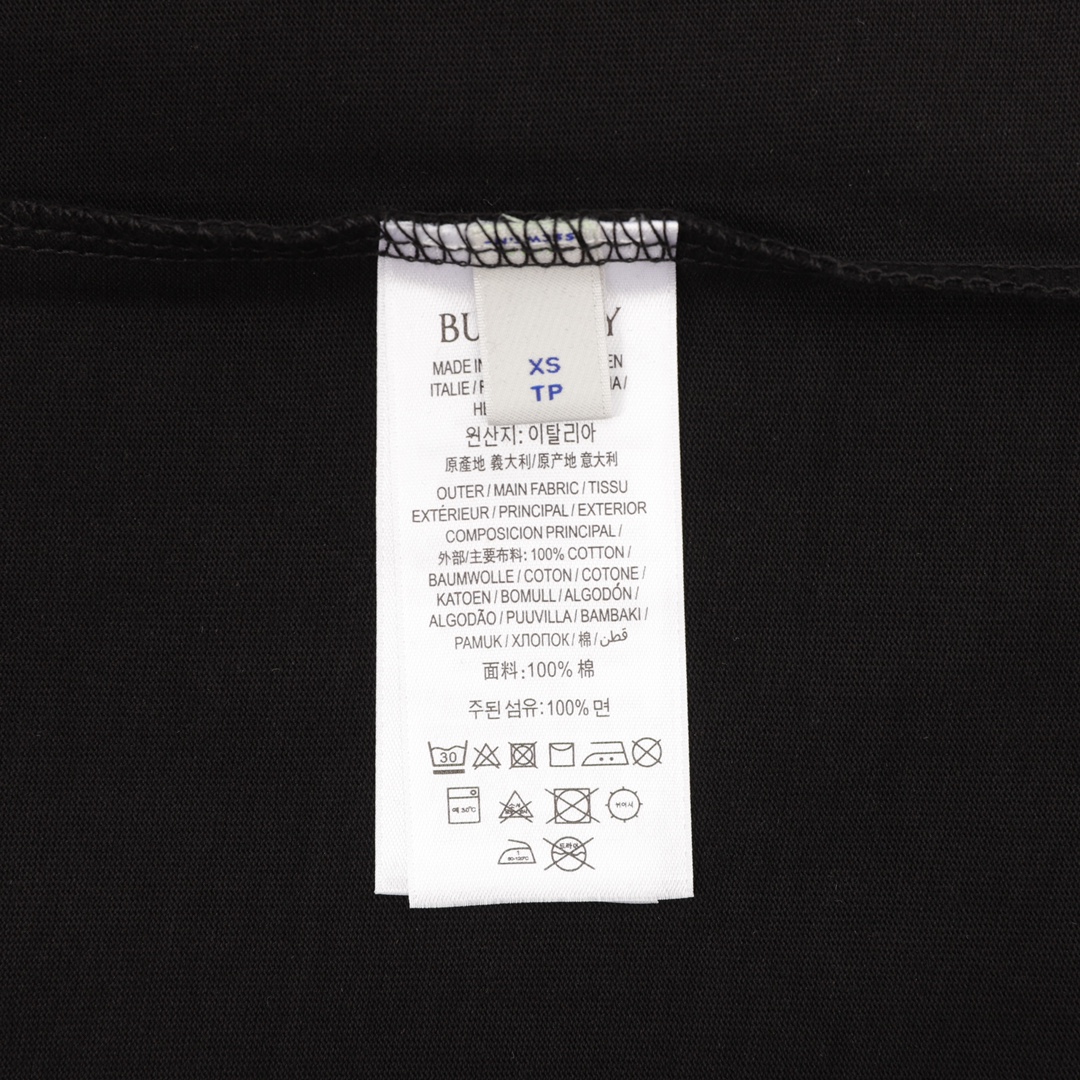 XS
TP
MADE IN
ITALIE /
원산지: 이탈리아
原產地 義大利/原产地 意大利
OUTER / MAIN FABRIC / TISSU
EXTÉRIEUR / PRINCIPAL / EXTERIOR
COMPOSICION PRINCIPAL /
外部/主要布料: 100% COTTON /
BAUMWOLLE / COTON / COTONE /
KATOEN / BOMULL / ALGODÓN /
ALGODÃO / PUUVILLA / BAMBAKI /
PAMUK / ХЛОПОК / 棉 / قطن
面料:100% 棉
주된 섬유:100% 면
30